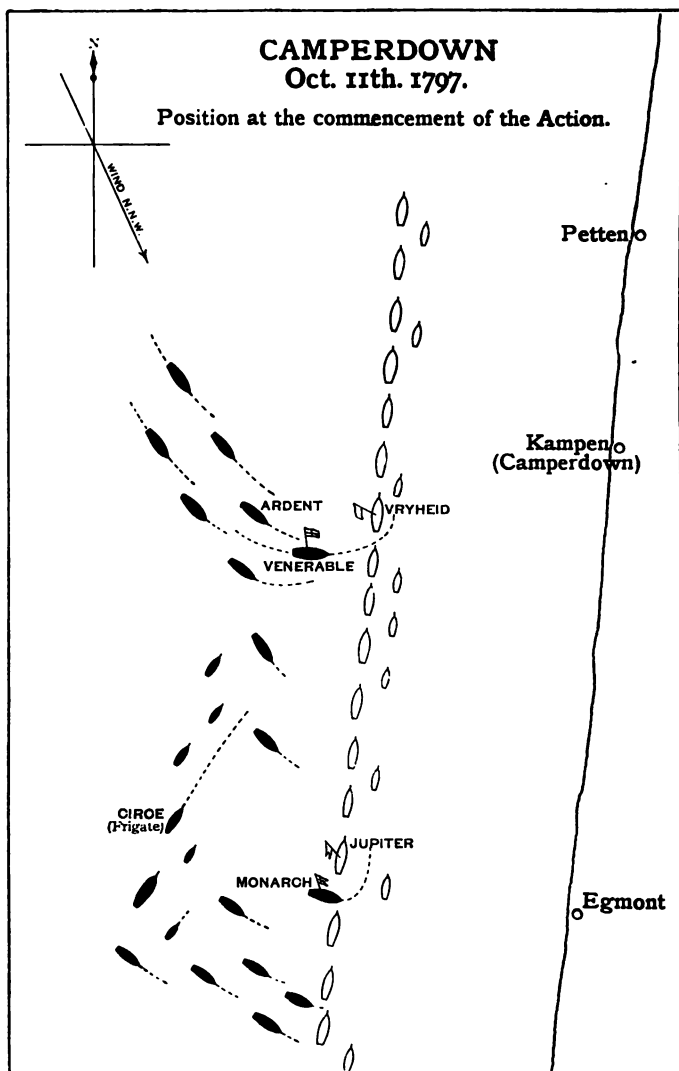 CAMPERDOWN
Oct. 11th. 1797.
Position at the commencement of the Action.
N
WIND N.N.W.
Petten
Kampen
(Camperdown)
ARDENT
VRYHEID
VENERABLE
CIRCE
(Frigate)
JUPITER
MONARCH
Egmont